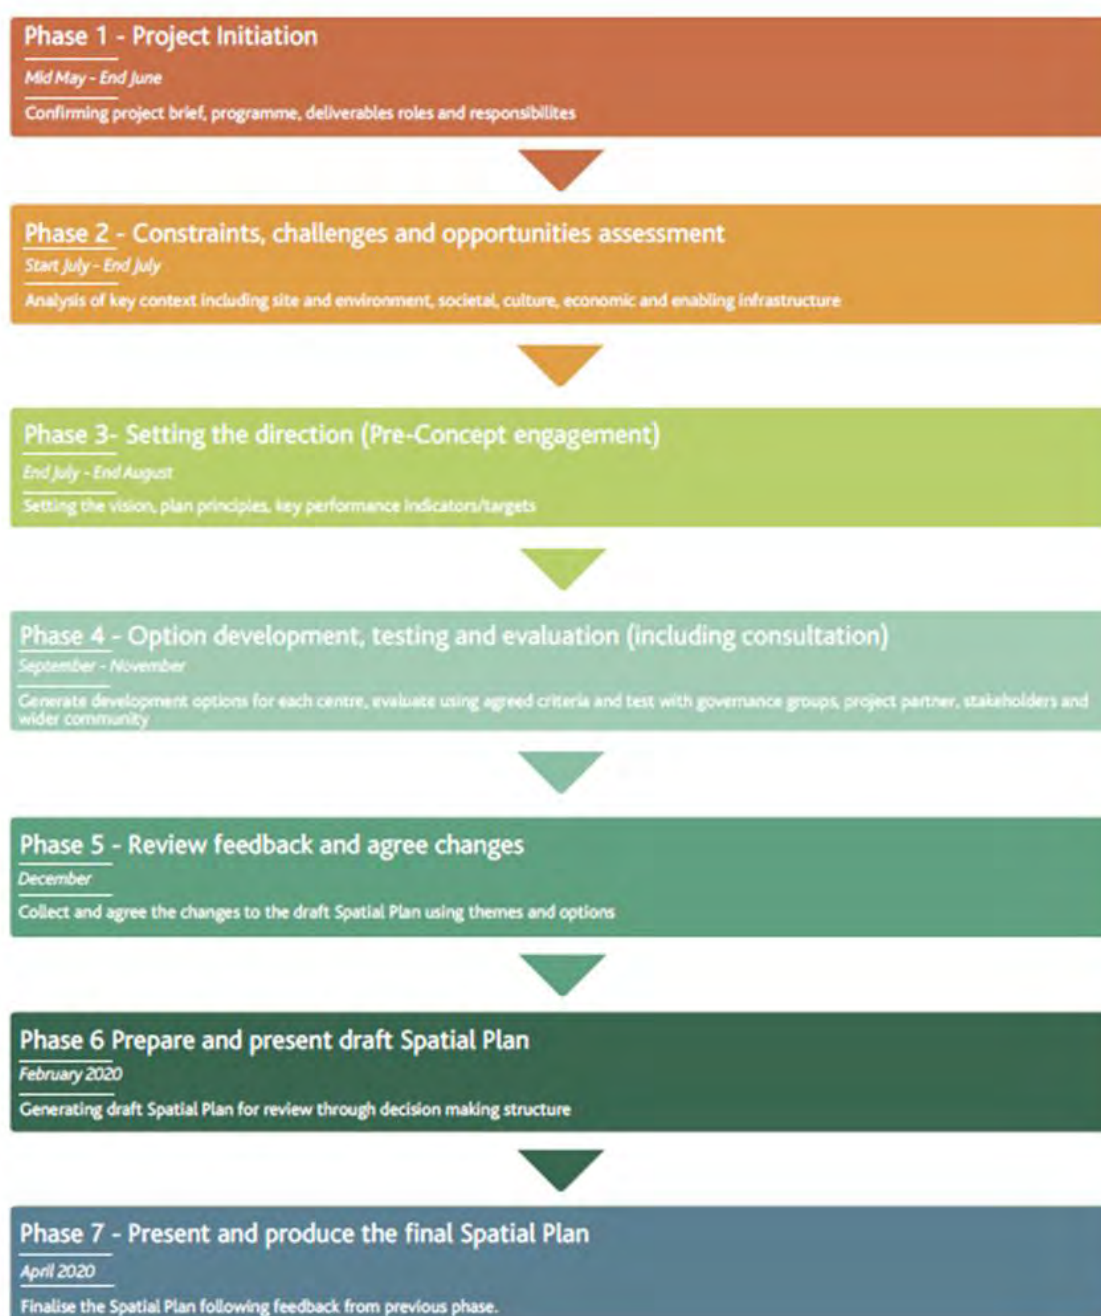 Phase 1 - Project Initiation
Mid May - End June
Confirming project brief, programme, deliverables roles and responsibilites
Phase 2 - Constraints, challenges and opportunities assessment
Start July - End July
Analysis of key context including site and environment, societal, culture, economic and enabling infrastructure
Phase 3- Setting the direction (Pre-Concept engagement)
End July - End August
Setting the vision, plan principles, key performance indicators/targets
Phase 4 - Option development, testing and evaluation (including consultation)
September - November
Generate development options for each centre, evaluate using agreed criteria and test with governance groups, project partner, stakeholders and
wider community
Phase 5 - Review feedback and agree changes
December
Collect and agree the changes to the draft Spatial Plan using themes and options
Phase 6 Prepare and present draft Spatial Plan
February 2020
Generating draft Spatial Plan for review through decision making structure
Phase 7 - Present and produce the final Spatial Plan
April 2020
Finalise the Spatial Plan following feedback from previous phase.